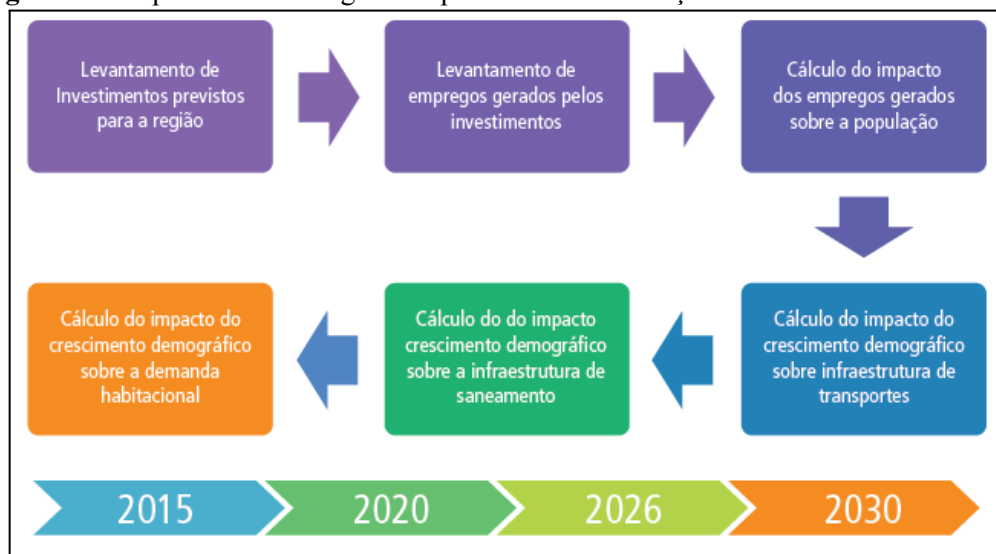 Levantamento de
Investimentos previstos
para a região
Levantamento de
empregos gerados pelos
investimentos
Cálculo do impacto
dos empregos gerados
sobre a população
Cálculo do impacto do
crescimento demográfico
sobre a demanda
habitacional
Cálculo do do impacto
crescimento demográfico
sobre a infraestrutura de
saneamento
Cálculo do impacto do
crescimento demográfico
sobre infraestrutura de
transportes
2015 2020 2026 2030